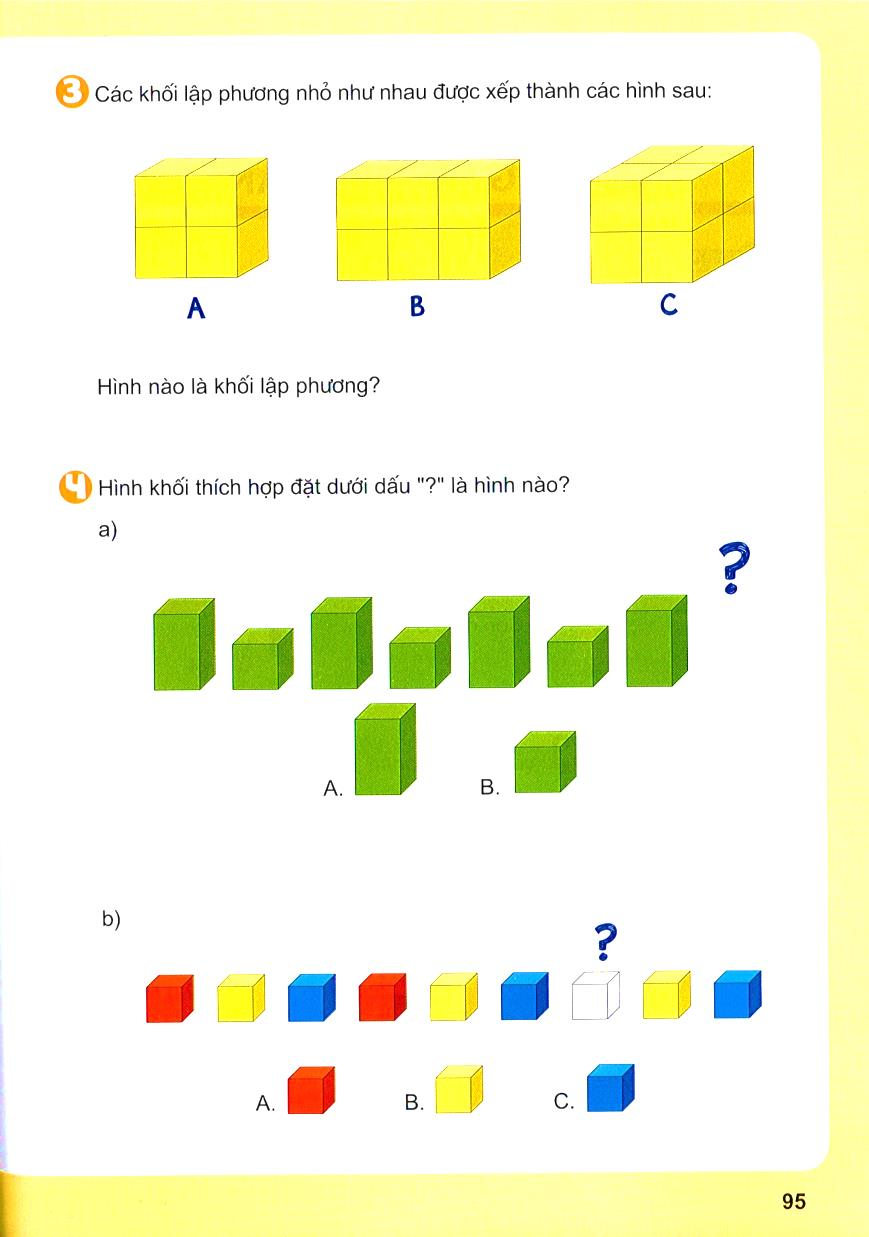 3 Các khối lập phương nhỏ như nhau được xếp thành các hình sau:
A B C
Hình nào là khối lập phương?
4 Hình khối thích hợp đặt dưới dấu "?" là hình nào?
a)
?
A. B.
b)
?
A. B. C.
95